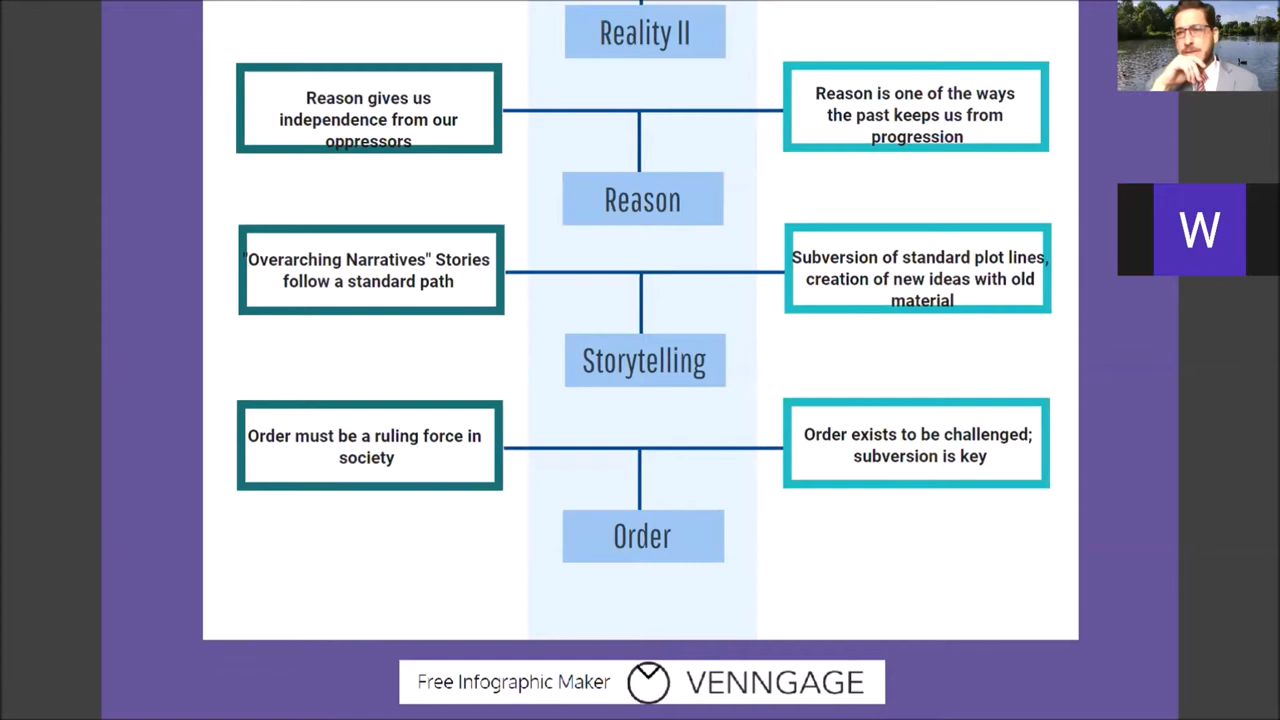 Reality II
Reason gives us
independence from our
oppressors
Reason is one of the ways
the past keeps us from
progression
Reason
"Overarching Narratives" Stories
follow a standard path
Subversion of standard plot lines,
creation of new ideas with old
material
Storytelling
Order must be a ruling force in
society
Order exists to be challenged;
subversion is key
Order
Free Infographic Maker
VENNGAGE
W